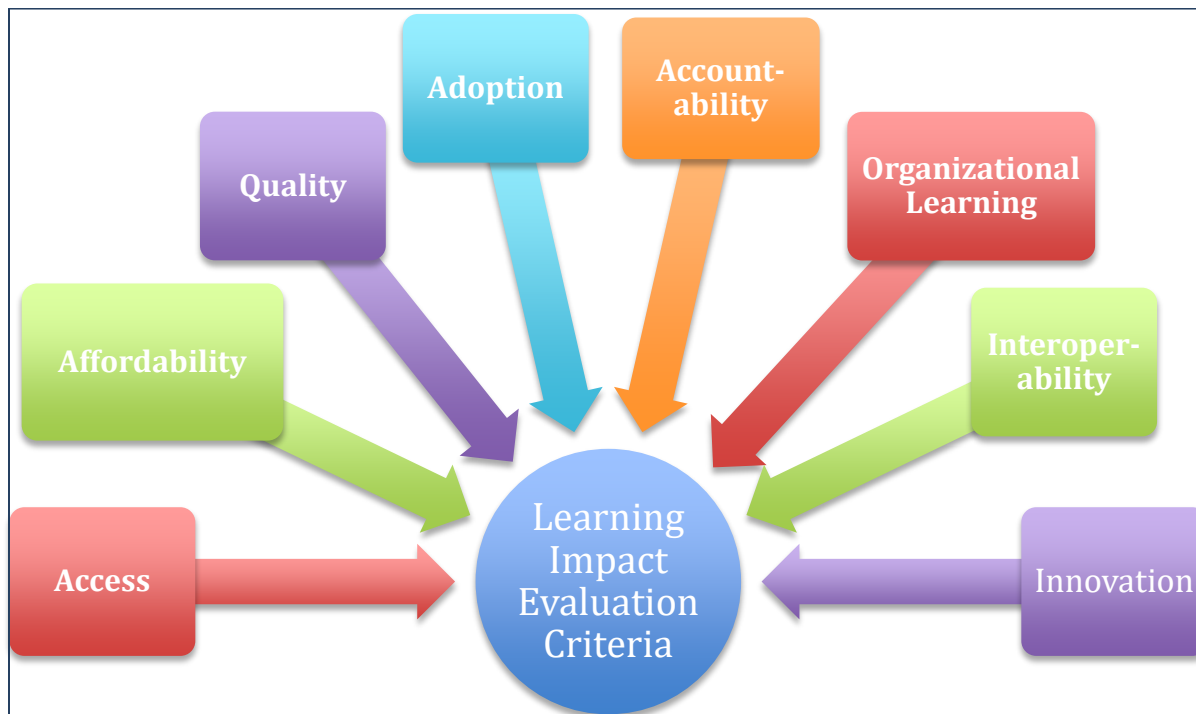 Adoption
Account-
ability
Quality
Organizational
Learning
Affordability
Interoper-
ability
Access
Learning
Impact
Evaluation
Criteria
Innovation